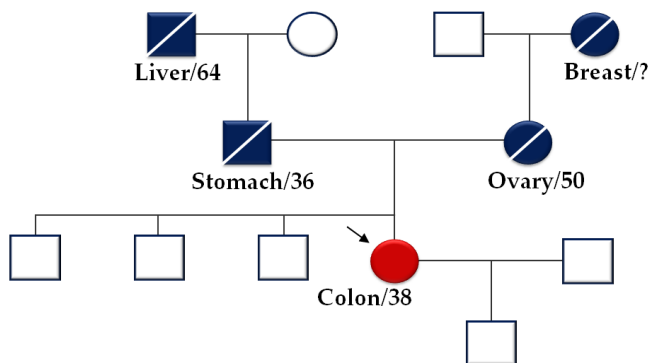 Liver/64
Breast/?
Stomach/36
Ovary/50
Colon/38